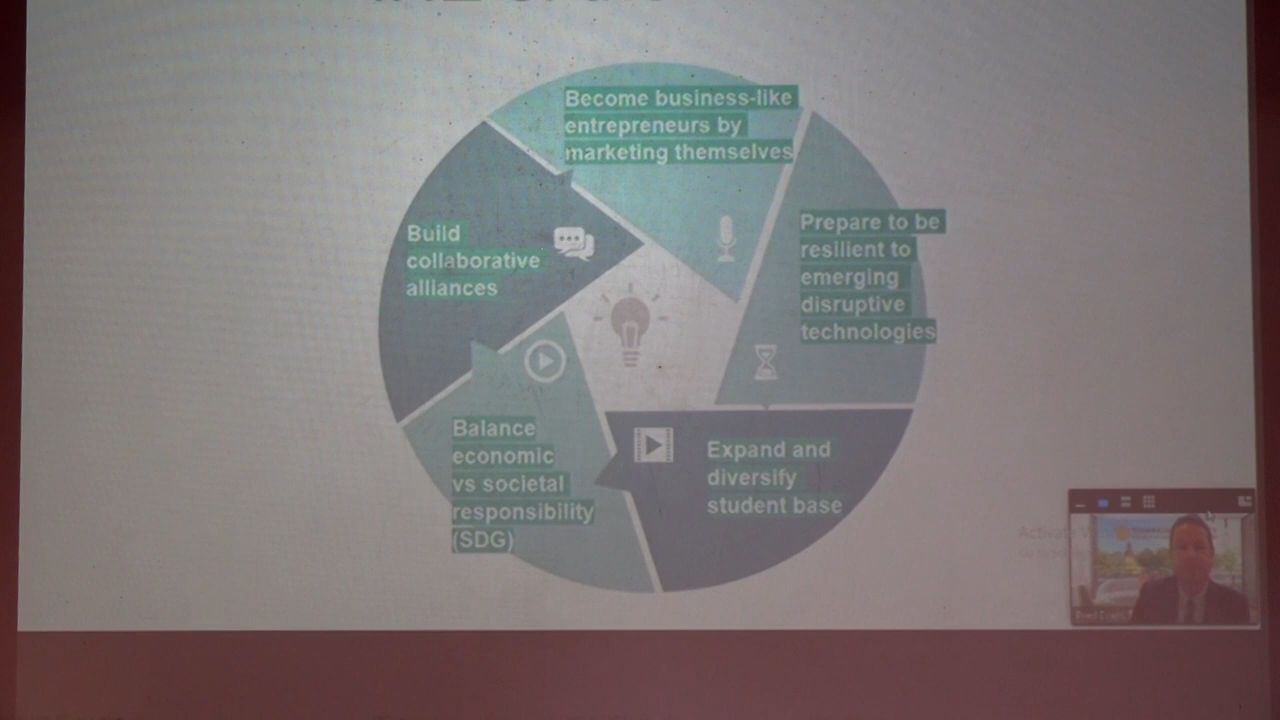 Become business-like
entrepreneurs by
marketing themselves
Prepare to be
resilient to
emerging
disruptive
technologies
Build
collaborative
alliances
Balance
economic
vs societal
responsibility
(SDG)
Expand and
diversify
student base